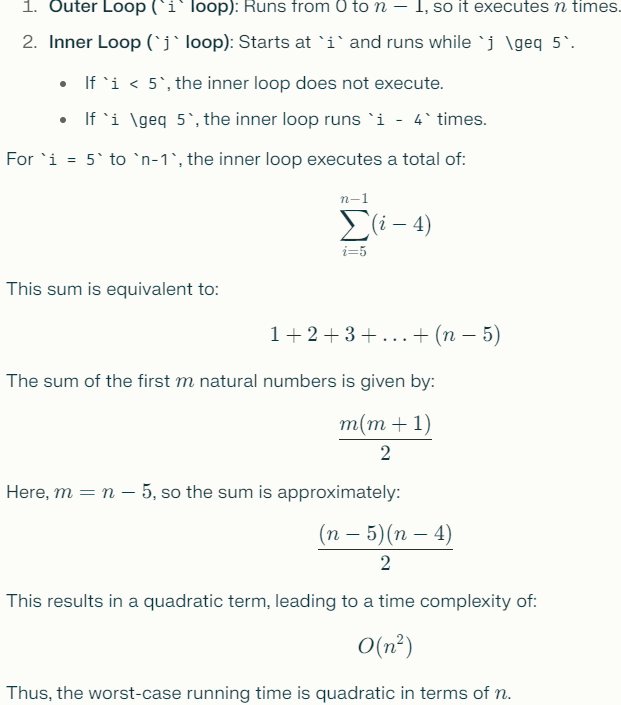 1. Outer Loop (`i` loop): Runs from 0 to n − 1, so it executes n times.
2. Inner Loop (`j` loop): Starts at `i` and runs while `j \geq 5`.
• If `i < 5`, the inner loop does not execute.
• If `i \geq 5`, the inner loop runs `i - 4` times.
For `i = 5` to `n-1`, the inner loop executes a total of:
n−1
∑(i − 4)
i=5
This sum is equivalent to:
1 + 2 + 3 + … + (n − 5)
The sum of the first m natural numbers is given by:
m(m + 1)
2
Here, m = n − 5, so the sum is approximately:
(n − 5)(n − 4)
2
This results in a quadratic term, leading to a time complexity of:
O(n²)
Thus, the worst-case running time is quadratic in terms of n.